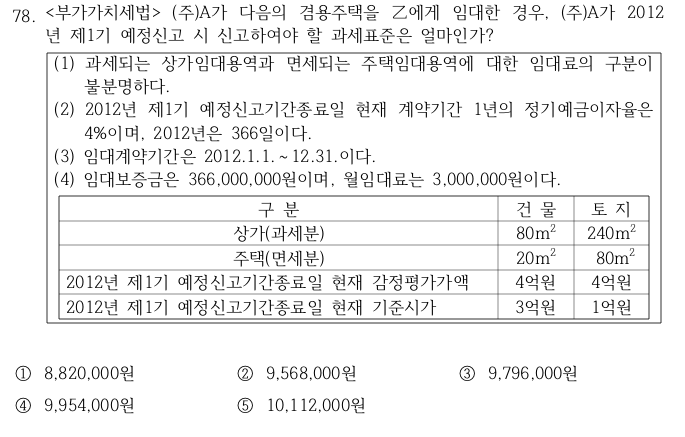 78. <부가가치세법> (주)A가 다음의 겸용주택을 乙에게 임대한 경우, (주)A가 2012
년 제1기 예정신고 시 신고하여야 할 과세표준은 얼마인가?
(1) 과세되는 상가임대용역과 면세되는 주택임대용역에 대한 임대료의 구분이
불분명하다.
(2) 2012년 제1기 예정신고기간종료일 현재 계약기간 1년의 정기예금이자율은
4%이며, 2012년은 366일이다.
(3) 임대계약기간은 2012.1.1.~12.31.이다.
(4) 임대보증금은 366,000,000원이며, 월임대료는 3,000,000원이다.
구 분 건 물 토 지
상가(과세분) 80m² 240m²
주택(면세분) 20m² 80m²
2012년 제1기 예정신고기간종료일 현재 감정평가가액 4억원 4억원
2012년 제1기 예정신고기간종료일 현재 기준시가 3억원 1억원
① 8,820,000원 ② 9,568,000원 ③ 9,796,000원
④ 9,954,000원 ⑤ 10,112,000원